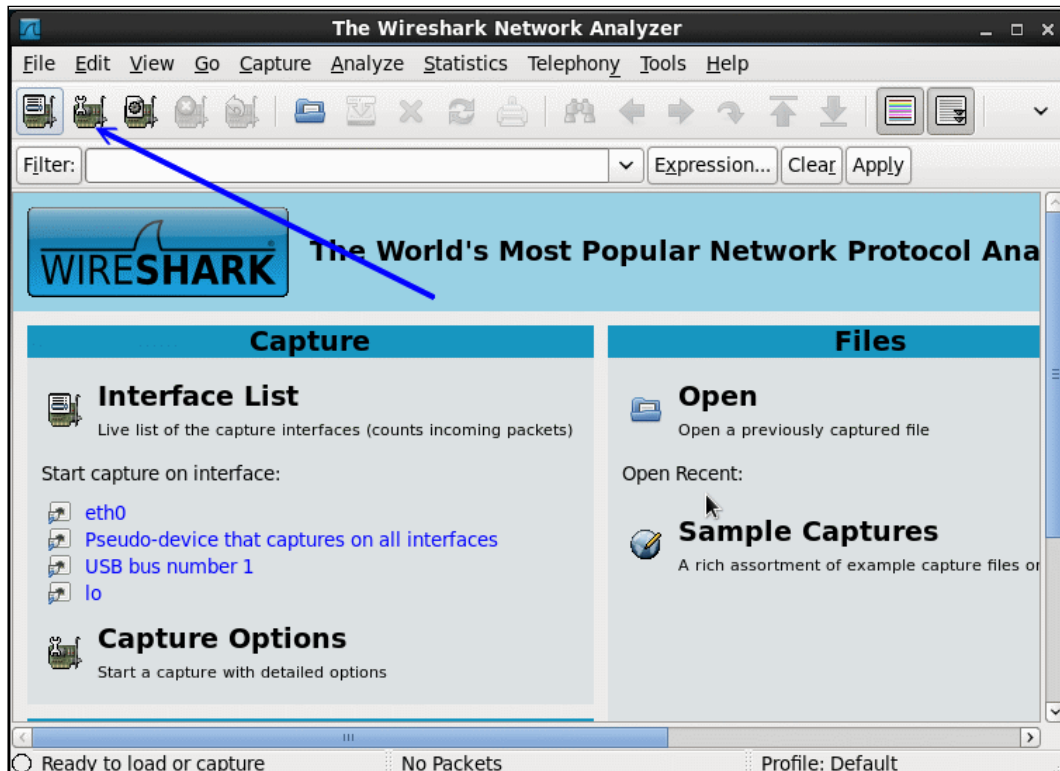 The Wireshark Network Analyzer
File Edit View Go Capture Analyze Statistics Telephony Tools Help
Filter: Expression... Clear Apply
WIRESHARK® The World's Most Popular Network Protocol Ana
Capture
Interface List
Live list of the capture interfaces (counts incoming packets)
Start capture on interface:
eth0
Pseudo-device that captures on all interfaces
USB bus number 1
lo
Capture Options
Start a capture with detailed options
Files
Open
Open a previously captured file
Open Recent:
Sample Captures
A rich assortment of example capture files or
Ready to load or capture No Packets Profile: Default